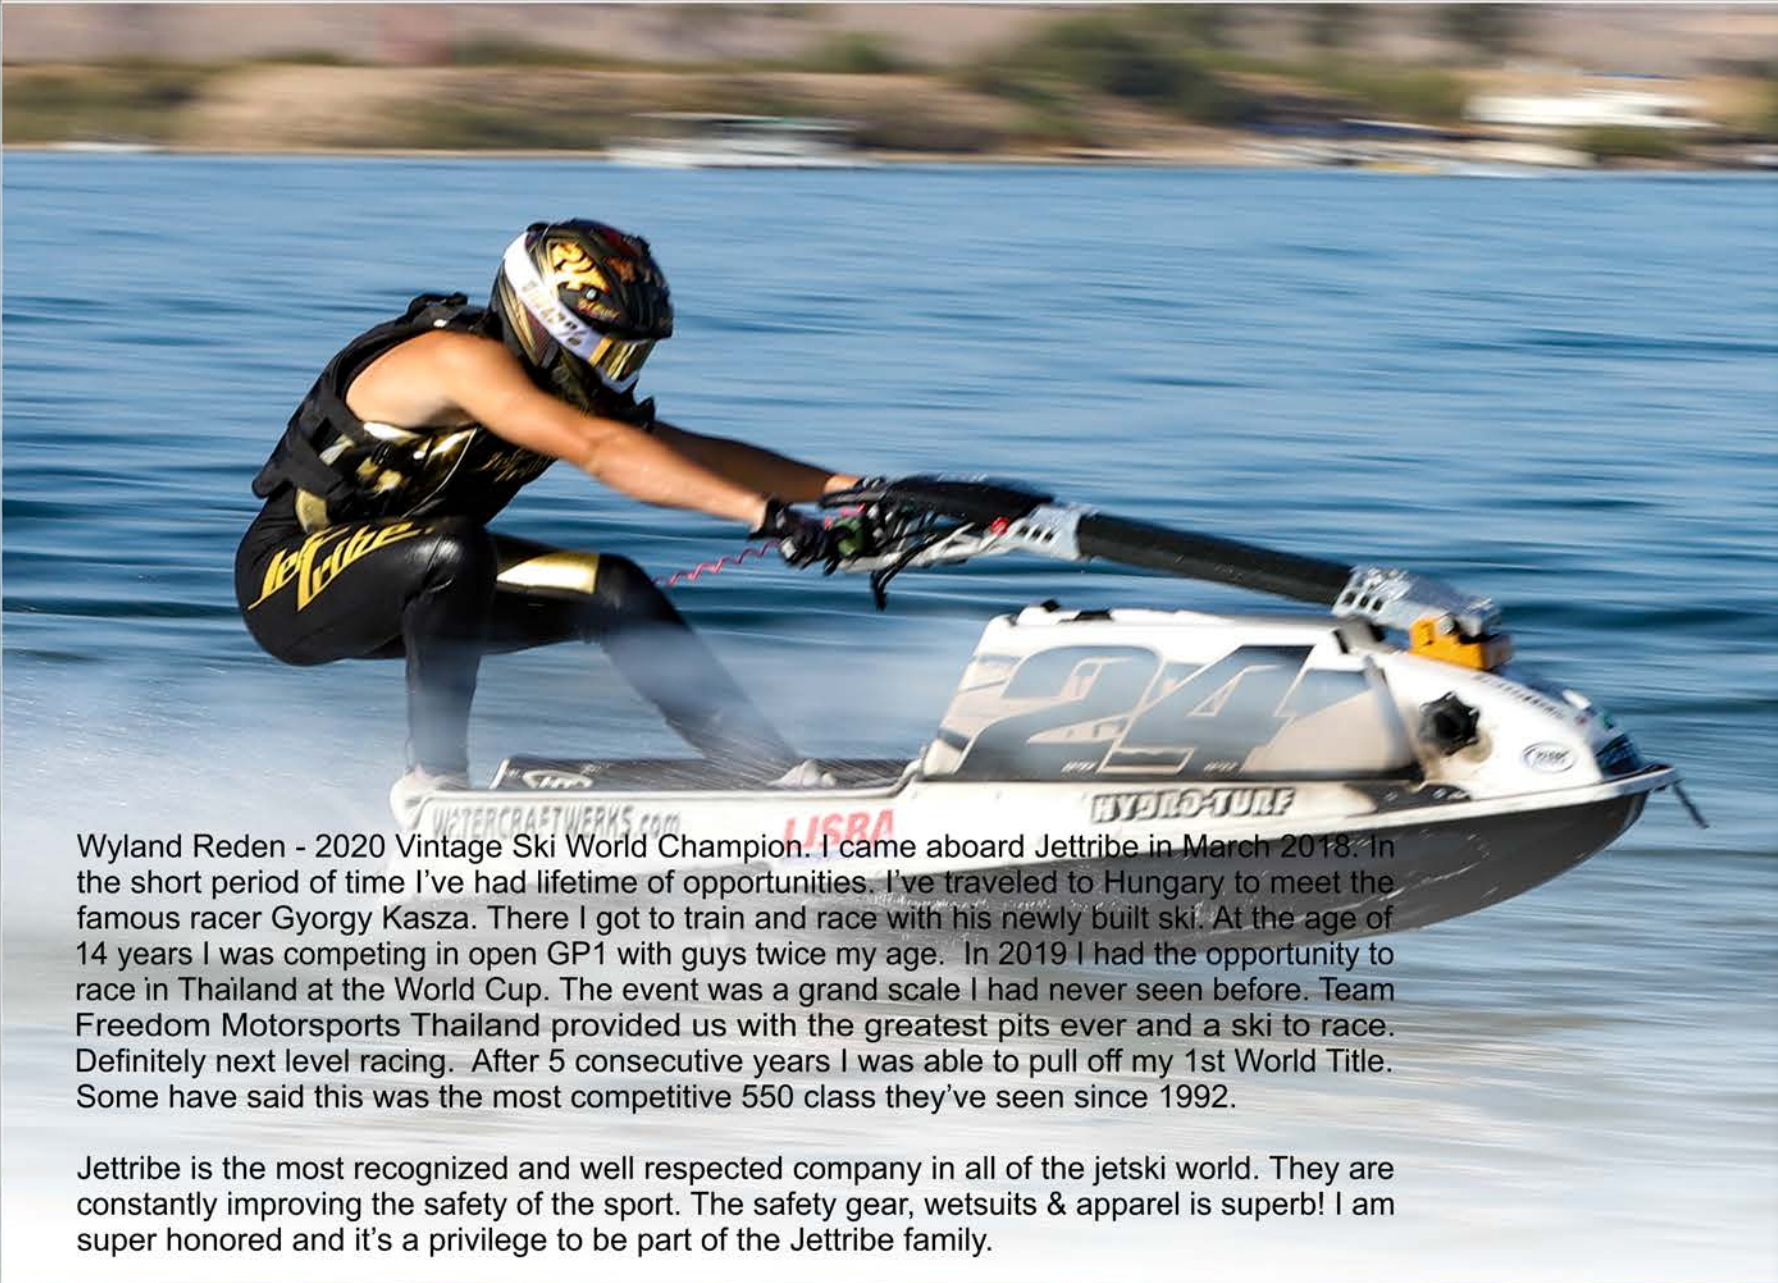 Jettribe
24
WATERCRAFTWERKS.com
IJSBA
HYDRO-TURF
Wyland Reden - 2020 Vintage Ski World Champion. I came aboard Jettribe in March 2018. In
the short period of time I've had lifetime of opportunities. I've traveled to Hungary to meet the
famous racer Gyorgy Kasza. There I got to train and race with his newly built ski. At the age of
14 years I was competing in open GP1 with guys twice my age.  In 2019 I had the opportunity to
race in Thailand at the World Cup. The event was a grand scale I had never seen before. Team
Freedom Motorsports Thailand provided us with the greatest pits ever and a ski to race.
Definitely next level racing.  After 5 consecutive years I was able to pull off my 1st World Title.
Some have said this was the most competitive 550 class they've seen since 1992.
Jettribe is the most recognized and well respected company in all of the jetski world. They are
constantly improving the safety of the sport. The safety gear, wetsuits & apparel is superb! I am
super honored and it's a privilege to be part of the Jettribe family.